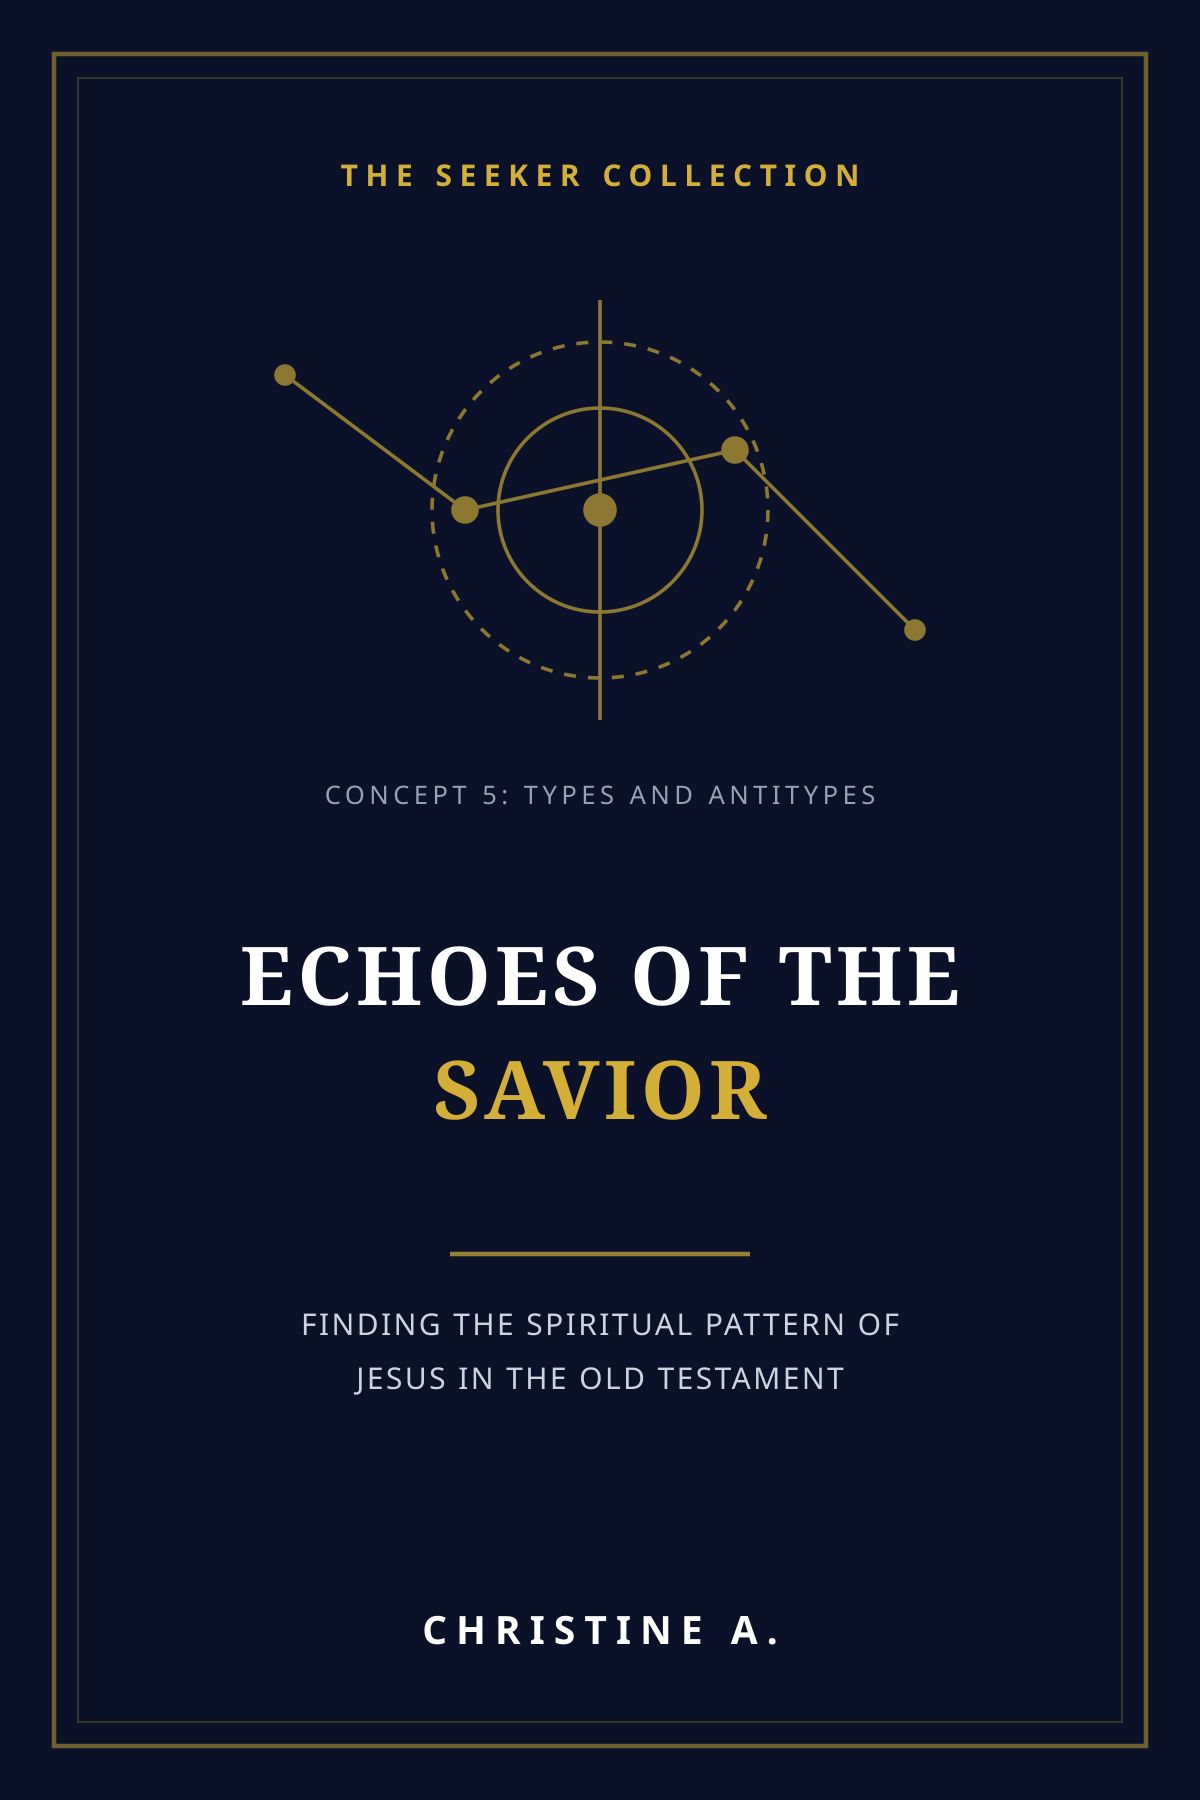 THE SEEKER COLLECTION
CONCEPT 5: TYPES AND ANTITYPES
ECHOES OF THE
SAVIOR
FINDING THE SPIRITUAL PATTERN OF
JESUS IN THE OLD TESTAMENT
CHRISTINE A.